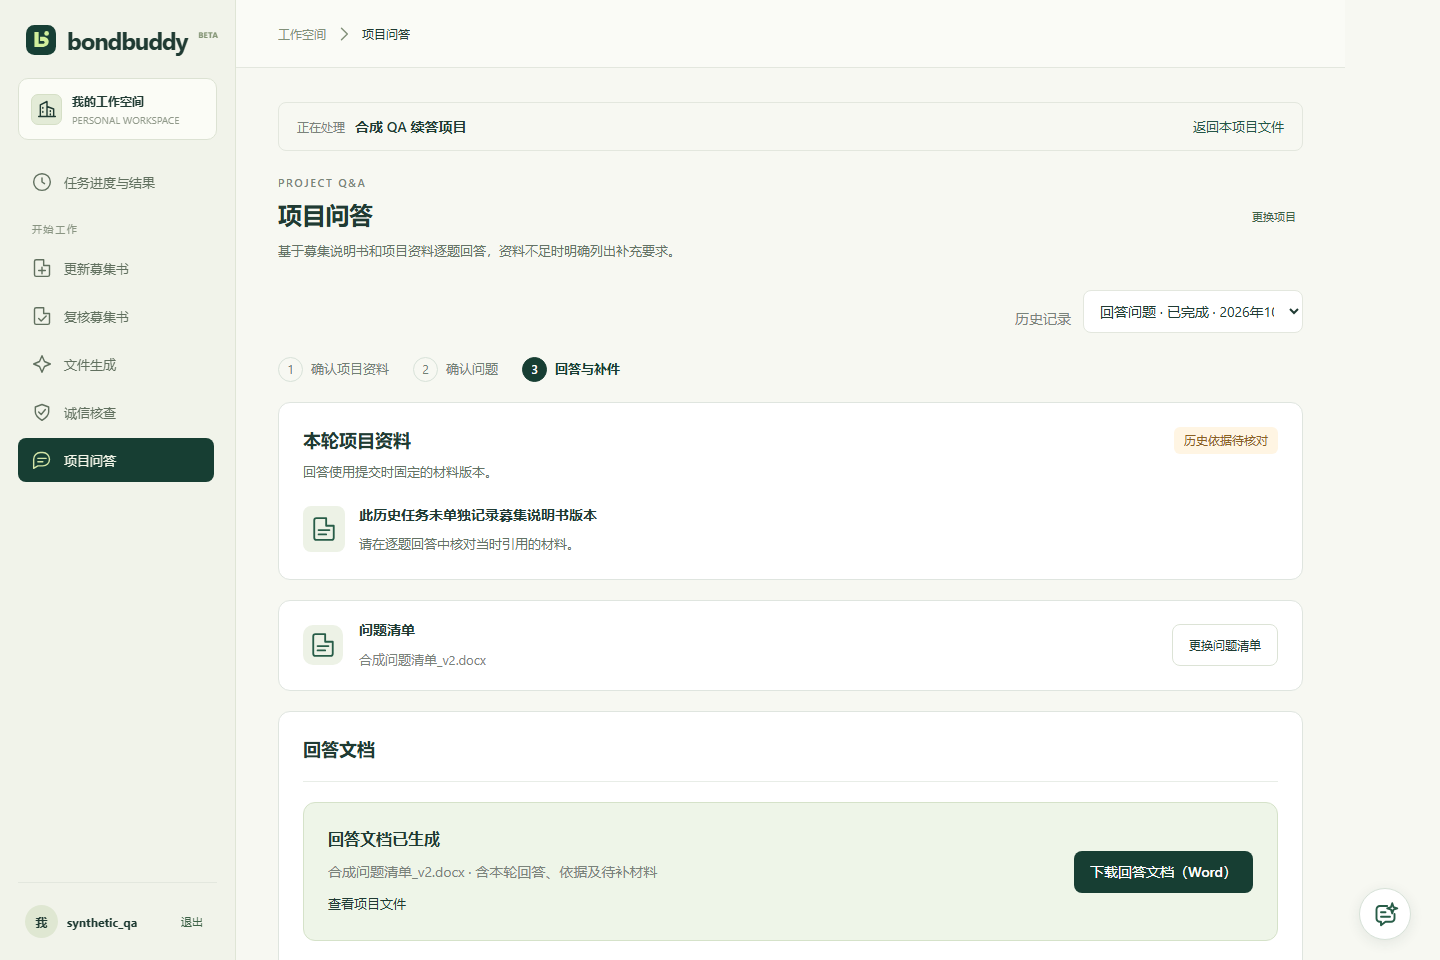 bondbuddy BETA
我的工作空间
PERSONAL WORKSPACE
任务进度与结果
开始工作
更新募集书
复核募集书
文件生成
诚信核查
项目问答
我 synthetic_qa 退出
工作空间 项目问答
正在处理 合成 QA 续答项目 返回本项目文件
PROJECT Q&A
项目问答
更换项目
基于募集说明书和项目资料逐题回答，资料不足时明确列出补充要求。
历史记录 回答问题 · 已完成 · 2026年10
1 确认项目资料 2 确认问题 3 回答与补件
本轮项目资料 历史依据待核对
回答使用提交时固定的材料版本。
此历史任务未单独记录募集说明书版本
请在逐题回答中核对当时引用的材料。
问题清单
合成问题清单_v2.docx
更换问题清单
回答文档
回答文档已生成
合成问题清单_v2.docx · 含本轮回答、依据及待补材料
查看项目文件
下载回答文档（Word）